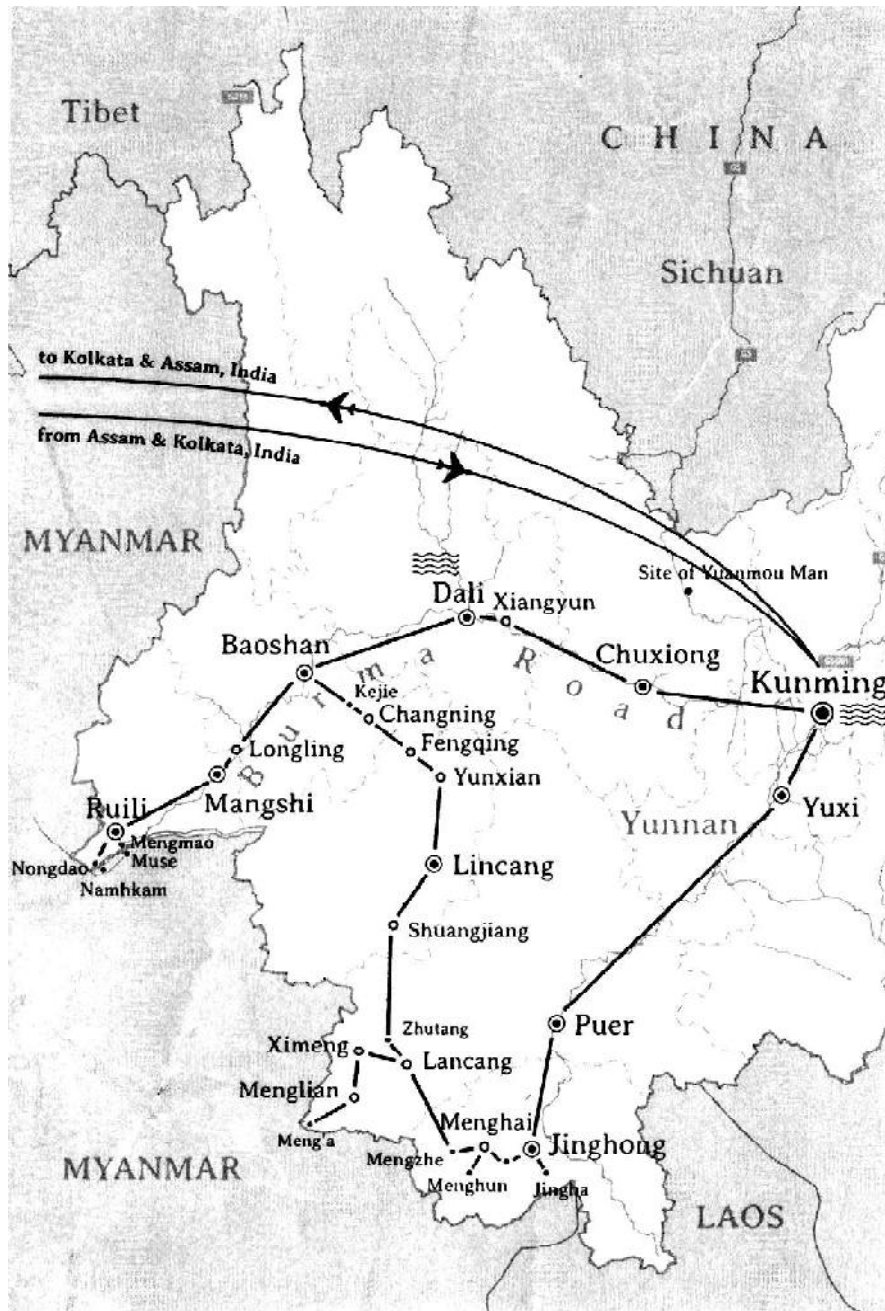 Tibet
C H I N A
Sichuan
to Kolkata & Assam, India
from Assam & Kolkata, India
MYANMAR
Site of Yuanmou Man
Dali
Xiangyun
Baoshan
Chuxiong
Kunming
Burma Road
Kejie
Changning
Longling
Fengqing
Yunxian
Mangshi
Ruili
Yunnan
Yuxi
Mengmao
Muse
Nongdao
Namhkam
Lincang
Shuangjiang
Puer
Zhutang
Ximeng
Lancang
Menglian
Meng'a
Menghai
Jinghong
Mengzhe
Menghun
Jingha
MYANMAR
LAOS